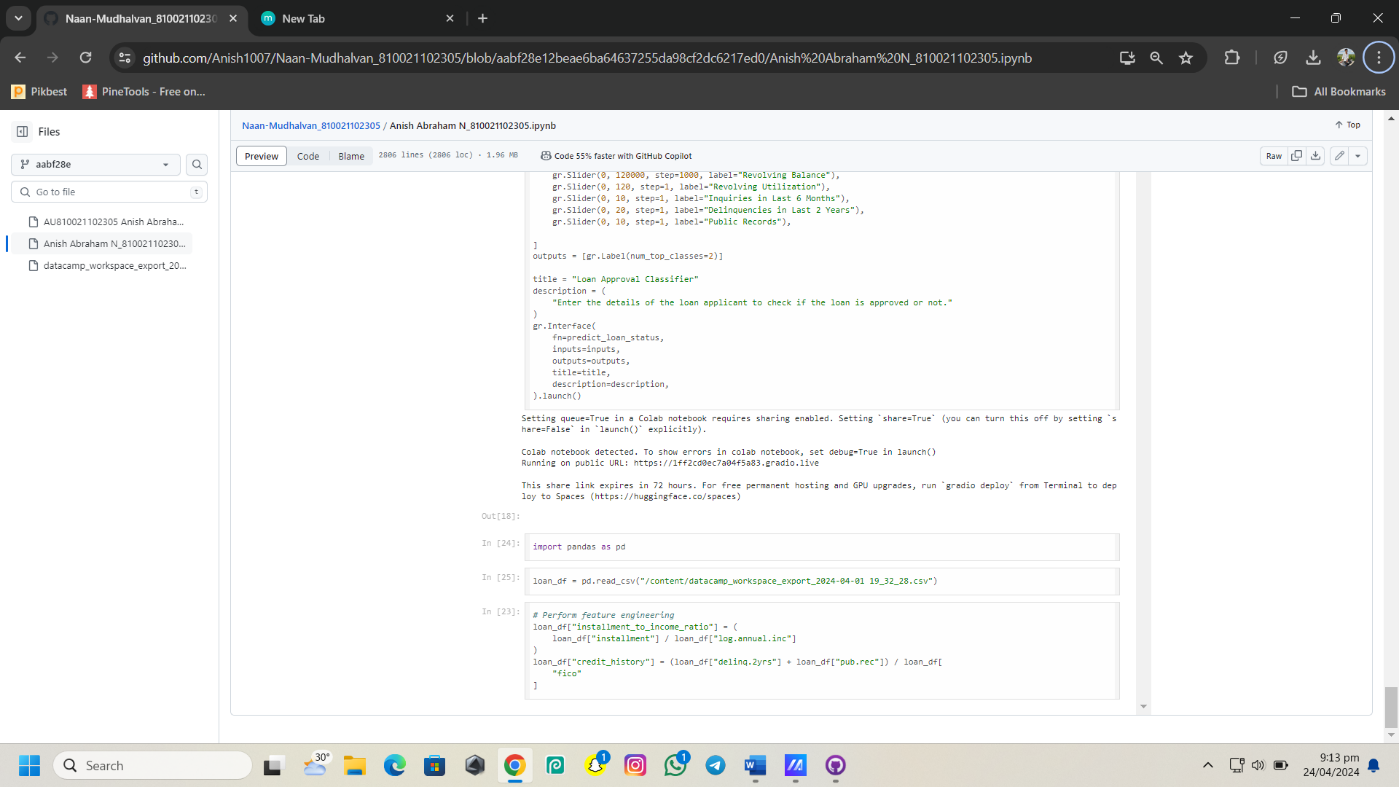 Naan-Mudhalvan_81002110230
New Tab
github.com/Anish1007/Naan-Mudhalvan_810021102305/blob/aabf28e12beae6ba64637255da98cf2dc6217ed0/Anish%20Abraham%20N_810021102305.ipynb
Pikbest
PineTools - Free on...
All Bookmarks
Files
Naan-Mudhalvan_810021102305 / Anish Abraham N_810021102305.ipynb
Top
aabf28e
Preview
Code
Blame
2806 lines (2806 loc) · 1.96 MB
Code 55% faster with GitHub Copilot
Raw
Go to file
t
AU810021102305 Anish Abraha...
Anish Abraham N_81002110230...
datacamp_workspace_export_20...
gr.Slider(0, 120000, step=1000, label="Revolving Balance"),
gr.Slider(0, 120, step=1, label="Revolving Utilization"),
gr.Slider(0, 10, step=1, label="Inquiries in Last 6 Months"),
gr.Slider(0, 20, step=1, label="Delinquencies in Last 2 Years"),
gr.Slider(0, 10, step=1, label="Public Records"),
]
outputs = [gr.Label(num_top_classes=2)]
title = "Loan Approval Classifier"
description = (
"Enter the details of the loan applicant to check if the loan is approved or not."
)
gr.Interface(
fn=predict_loan_status,
inputs=inputs,
outputs=outputs,
title=title,
description=description,
).launch()
Setting queue=True in a Colab notebook requires sharing enabled. Setting `share=True` (you can turn this off by setting `s
hare=False` in `launch()` explicitly).
Colab notebook detected. To show errors in colab notebook, set debug=True in launch()
Running on public URL: https://1ff2cd0ec7a04f5a83.gradio.live
This share link expires in 72 hours. For free permanent hosting and GPU upgrades, run `gradio deploy` from Terminal to dep
loy to Spaces (https://huggingface.co/spaces)
Out[18]:
In [24]:
import pandas as pd
In [25]:
loan_df = pd.read_csv("/content/datacamp_workspace_export_2024-04-01 19_32_28.csv")
In [23]:
# Perform feature engineering
loan_df["installment_to_income_ratio"] = (
loan_df["installment"] / loan_df["log.annual.inc"]
)
loan_df["credit_history"] = (loan_df["delinq.2yrs"] + loan_df["pub.rec"]) / loan_df[
"fico"
]
Search
30°
1
1
9:13 pm
24/04/2024